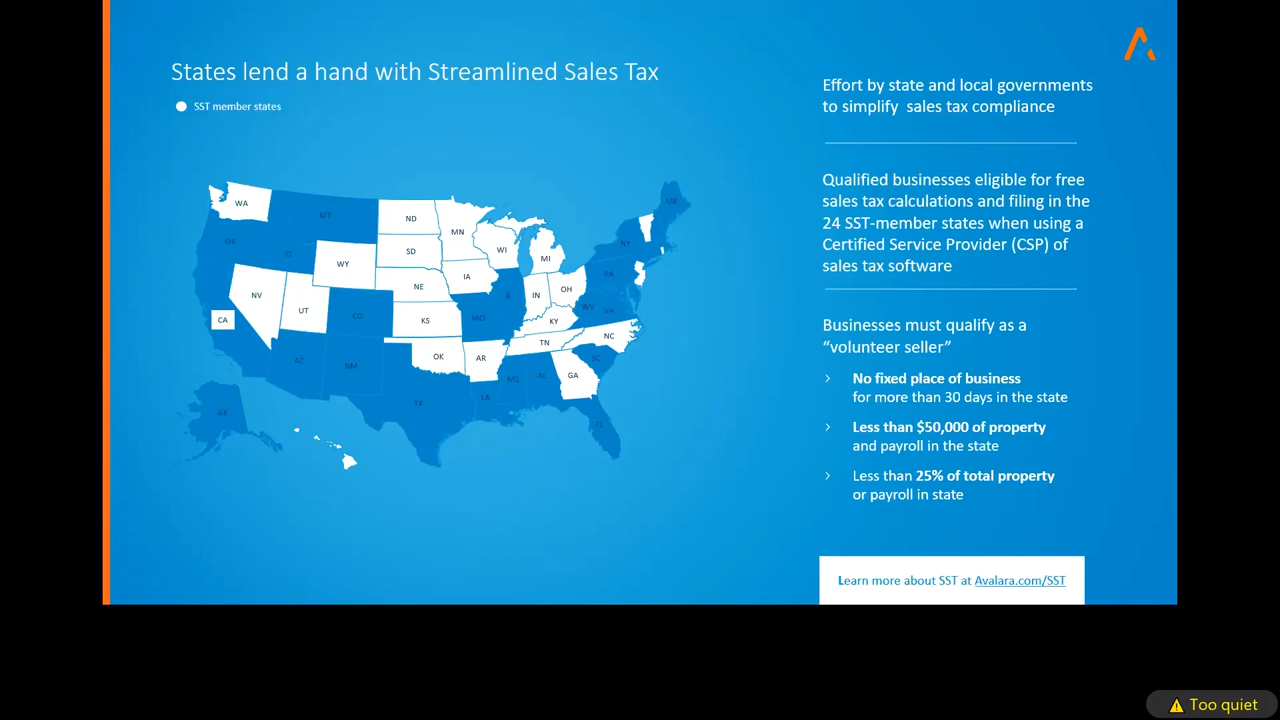 States lend a hand with Streamlined Sales Tax
SST member states
WA
MT
ND
MN
ME
OR
ID
WY
SD
WI
MI
NY
NV
UT
NE
IA
PA
CA
CO
KS
MO
IL
IN
OH
WV
VA
KY
AZ
NM
OK
AR
TN
NC
SC
MS
AL
GA
TX
LA
FL
AK
Effort by state and local governments
to simplify sales tax compliance
Qualified businesses eligible for free
sales tax calculations and filing in the
24 SST-member states when using a
Certified Service Provider (CSP) of
sales tax software
Businesses must qualify as a
“volunteer seller”
› No fixed place of business
for more than 30 days in the state
› Less than $50,000 of property
and payroll in the state
› Less than 25% of total property
or payroll in state
Learn more about SST at Avalara.com/SST
Too quiet